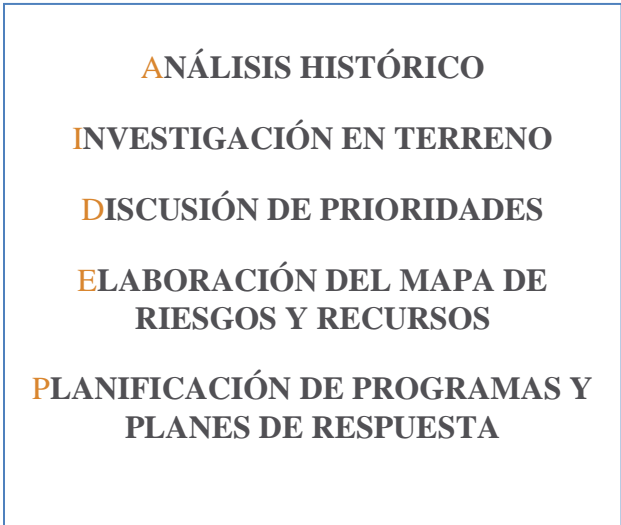 ANÁLISIS HISTÓRICO
INVESTIGACIÓN EN TERRENO
DISCUSIÓN DE PRIORIDADES
ELABORACIÓN DEL MAPA DE
RIESGOS Y RECURSOS
PLANIFICACIÓN DE PROGRAMAS Y
PLANES DE RESPUESTA